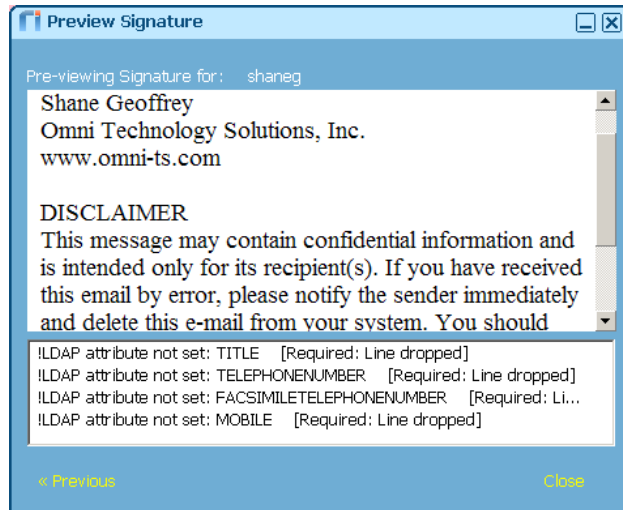 Preview Signature
Pre-viewing Signature for: shaneg
Shane Geoffrey
Omni Technology Solutions, Inc.
www.omni-ts.com
DISCLAIMER
This message may contain confidential information and
is intended only for its recipient(s). If you have received
this email by error, please notify the sender immediately
and delete this e-mail from your system. You should
!LDAP attribute not set: TITLE [Required: Line dropped]
!LDAP attribute not set: TELEPHONENUMBER [Required: Line dropped]
!LDAP attribute not set: FACSIMILETELEPHONENUMBER [Required: Li...
!LDAP attribute not set: MOBILE [Required: Line dropped]
« Previous Close